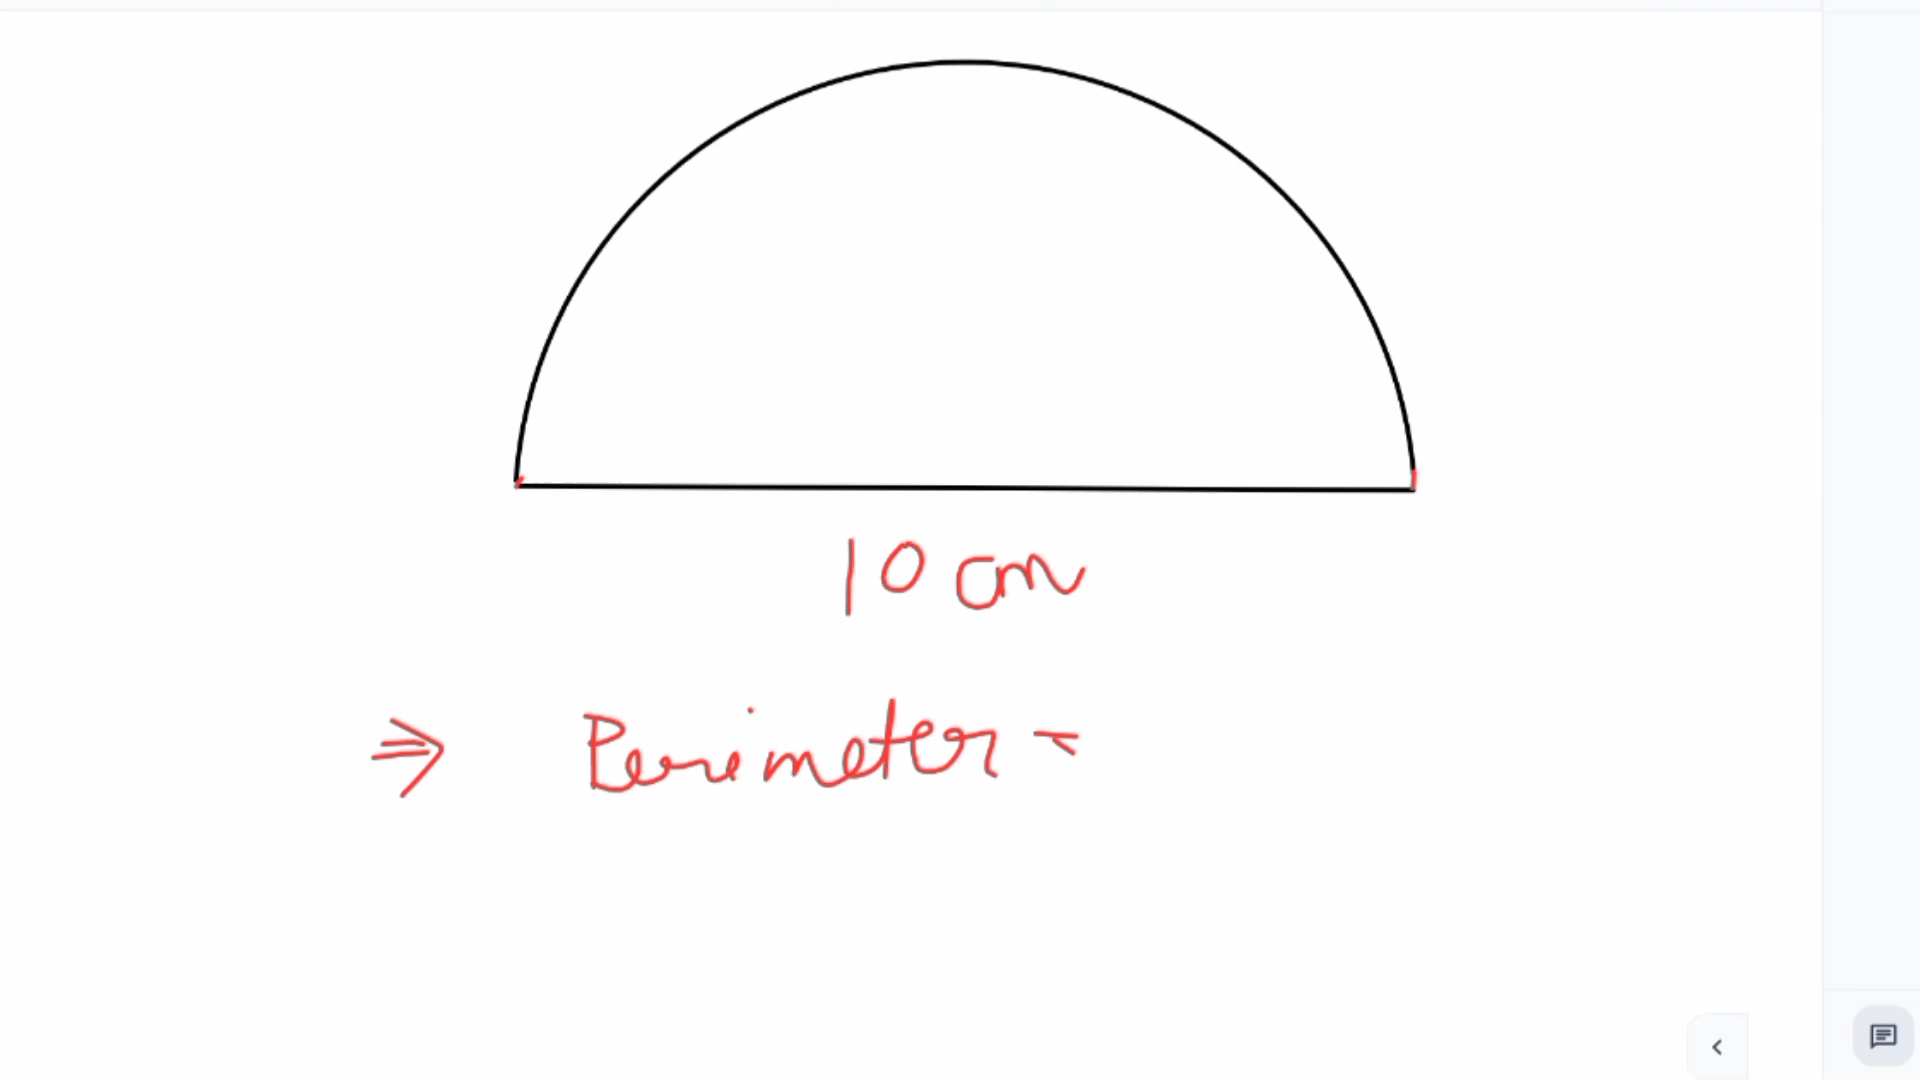 10 cm
⇒ Perimeter =